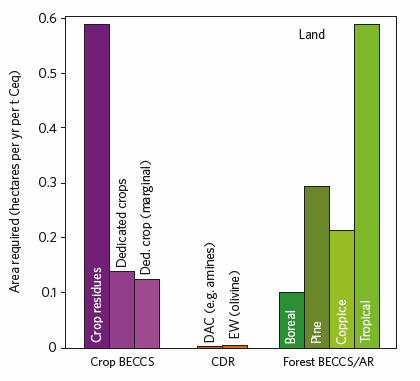 Land
Area required (hectares per yr per t Ceq)
0.6
0.5
0.4
0.3
0.2
0.1
0
Crop residues
Dedicated crops
Ded. crop (marginal)
DAC (e.g. amines)
EW (olivine)
Boreal
Pine
Coppice
Tropical
Crop BECCS
CDR
Forest BECCS/AR